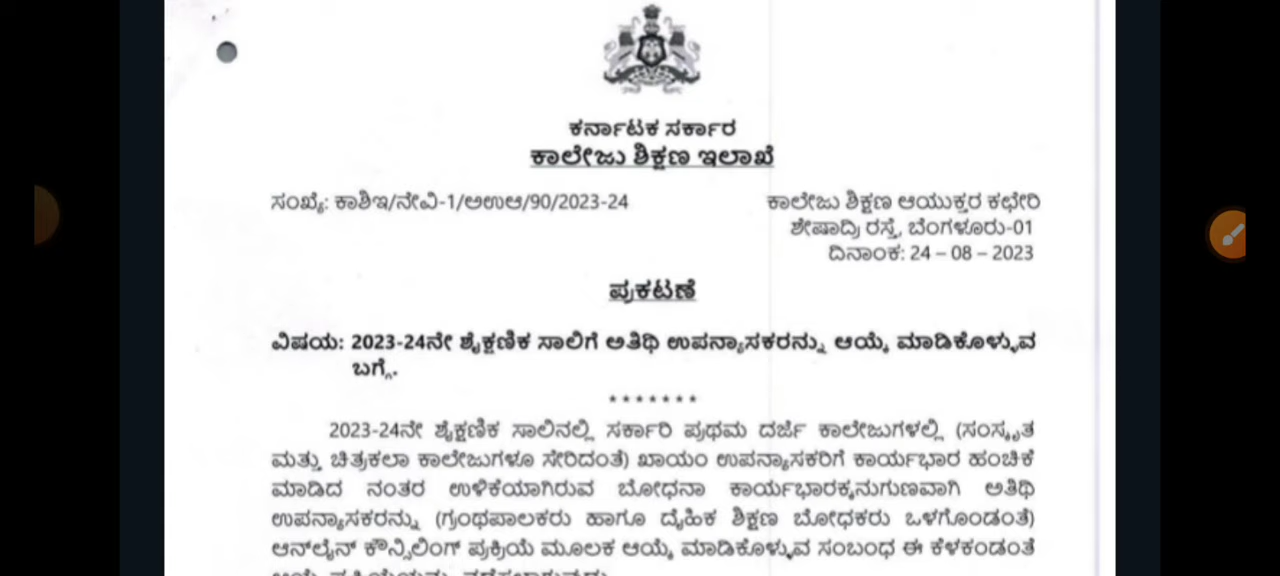 ಕರ್ನಾಟಕ ಸರ್ಕಾರ
ಕಾಲೇಜು ಶಿಕ್ಷಣ ಇಲಾಖೆ
ಸಂಖ್ಯೆ: ಕಾಶಿಇ/ನೇವಿ-1/ಅಉಆ/90/2023-24
ಕಾಲೇಜು ಶಿಕ್ಷಣ ಆಯುಕ್ತರ ಕಛೇರಿ
ಶೇಷಾದ್ರಿ ರಸ್ತೆ, ಬೆಂಗಳೂರು-01
ದಿನಾಂಕ: 24 – 08 – 2023
ಪ್ರಕಟಣೆ
ವಿಷಯ: 2023-24ನೇ ಶೈಕ್ಷಣಿಕ ಸಾಲಿಗೆ ಅತಿಥಿ ಉಪನ್ಯಾಸಕರನ್ನು ಆಯ್ಕೆ ಮಾಡಿಕೊಳ್ಳುವ
ಬಗ್ಗೆ.
*******
2023-24ನೇ ಶೈಕ್ಷಣಿಕ ಸಾಲಿನಲ್ಲಿ ಸರ್ಕಾರಿ ಪ್ರಥಮ ದರ್ಜೆ ಕಾಲೇಜುಗಳಲ್ಲಿ (ಸಂಸ್ಕೃತ
ಮತ್ತು ಚಿತ್ರಕಲಾ ಕಾಲೇಜುಗಳೂ ಸೇರಿದಂತೆ) ಖಾಯಂ ಉಪನ್ಯಾಸಕರಿಗೆ ಕಾರ್ಯಭಾರ ಹಂಚಿಕೆ
ಮಾಡಿದ ನಂತರ ಉಳಿಕೆಯಾಗಿರುವ ಬೋಧನಾ ಕಾರ್ಯಭಾರಕ್ಕನುಗುಣವಾಗಿ ಅತಿಥಿ
ಉಪನ್ಯಾಸಕರನ್ನು (ಗ್ರಂಥಪಾಲಕರು ಹಾಗೂ ದೈಹಿಕ ಶಿಕ್ಷಣ ಬೋಧಕರು ಒಳಗೊಂಡಂತೆ)
ಆನ್‌ಲೈನ್ ಕೌನ್ಸಿಲಿಂಗ್ ಪ್ರಕ್ರಿಯೆ ಮೂಲಕ ಆಯ್ಕೆ ಮಾಡಿಕೊಳ್ಳುವ ಸಂಬಂಧ ಈ ಕೆಳಕಂಡಂತೆ